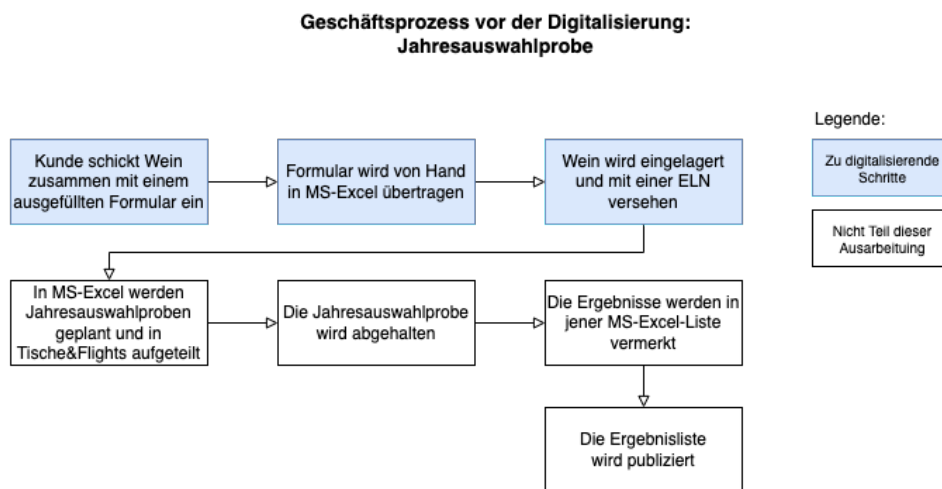 Geschäftsprozess vor der Digitalisierung:
Jahresauswahlprobe
Legende:
Kunde schickt Wein
zusammen mit einem
ausgefüllten Formular ein
Formular wird von Hand
in MS-Excel übertragen
Wein wird eingelagert
und mit einer ELN
versehen
Zu digitalisierende
Schritte
Nicht Teil dieser
Ausarbeituing
In MS-Excel werden
Jahresauswahlproben
geplant und in
Tische&Flights aufgeteilt
Die Jahresauswahlprobe
wird abgehalten
Die Ergebnisse werden in
jener MS-Excel-Liste
vermerkt
Die Ergebnisliste
wird publiziert